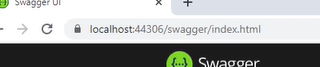 Swagger UI
localhost:44306/swagger/index.html
{...} Swagger